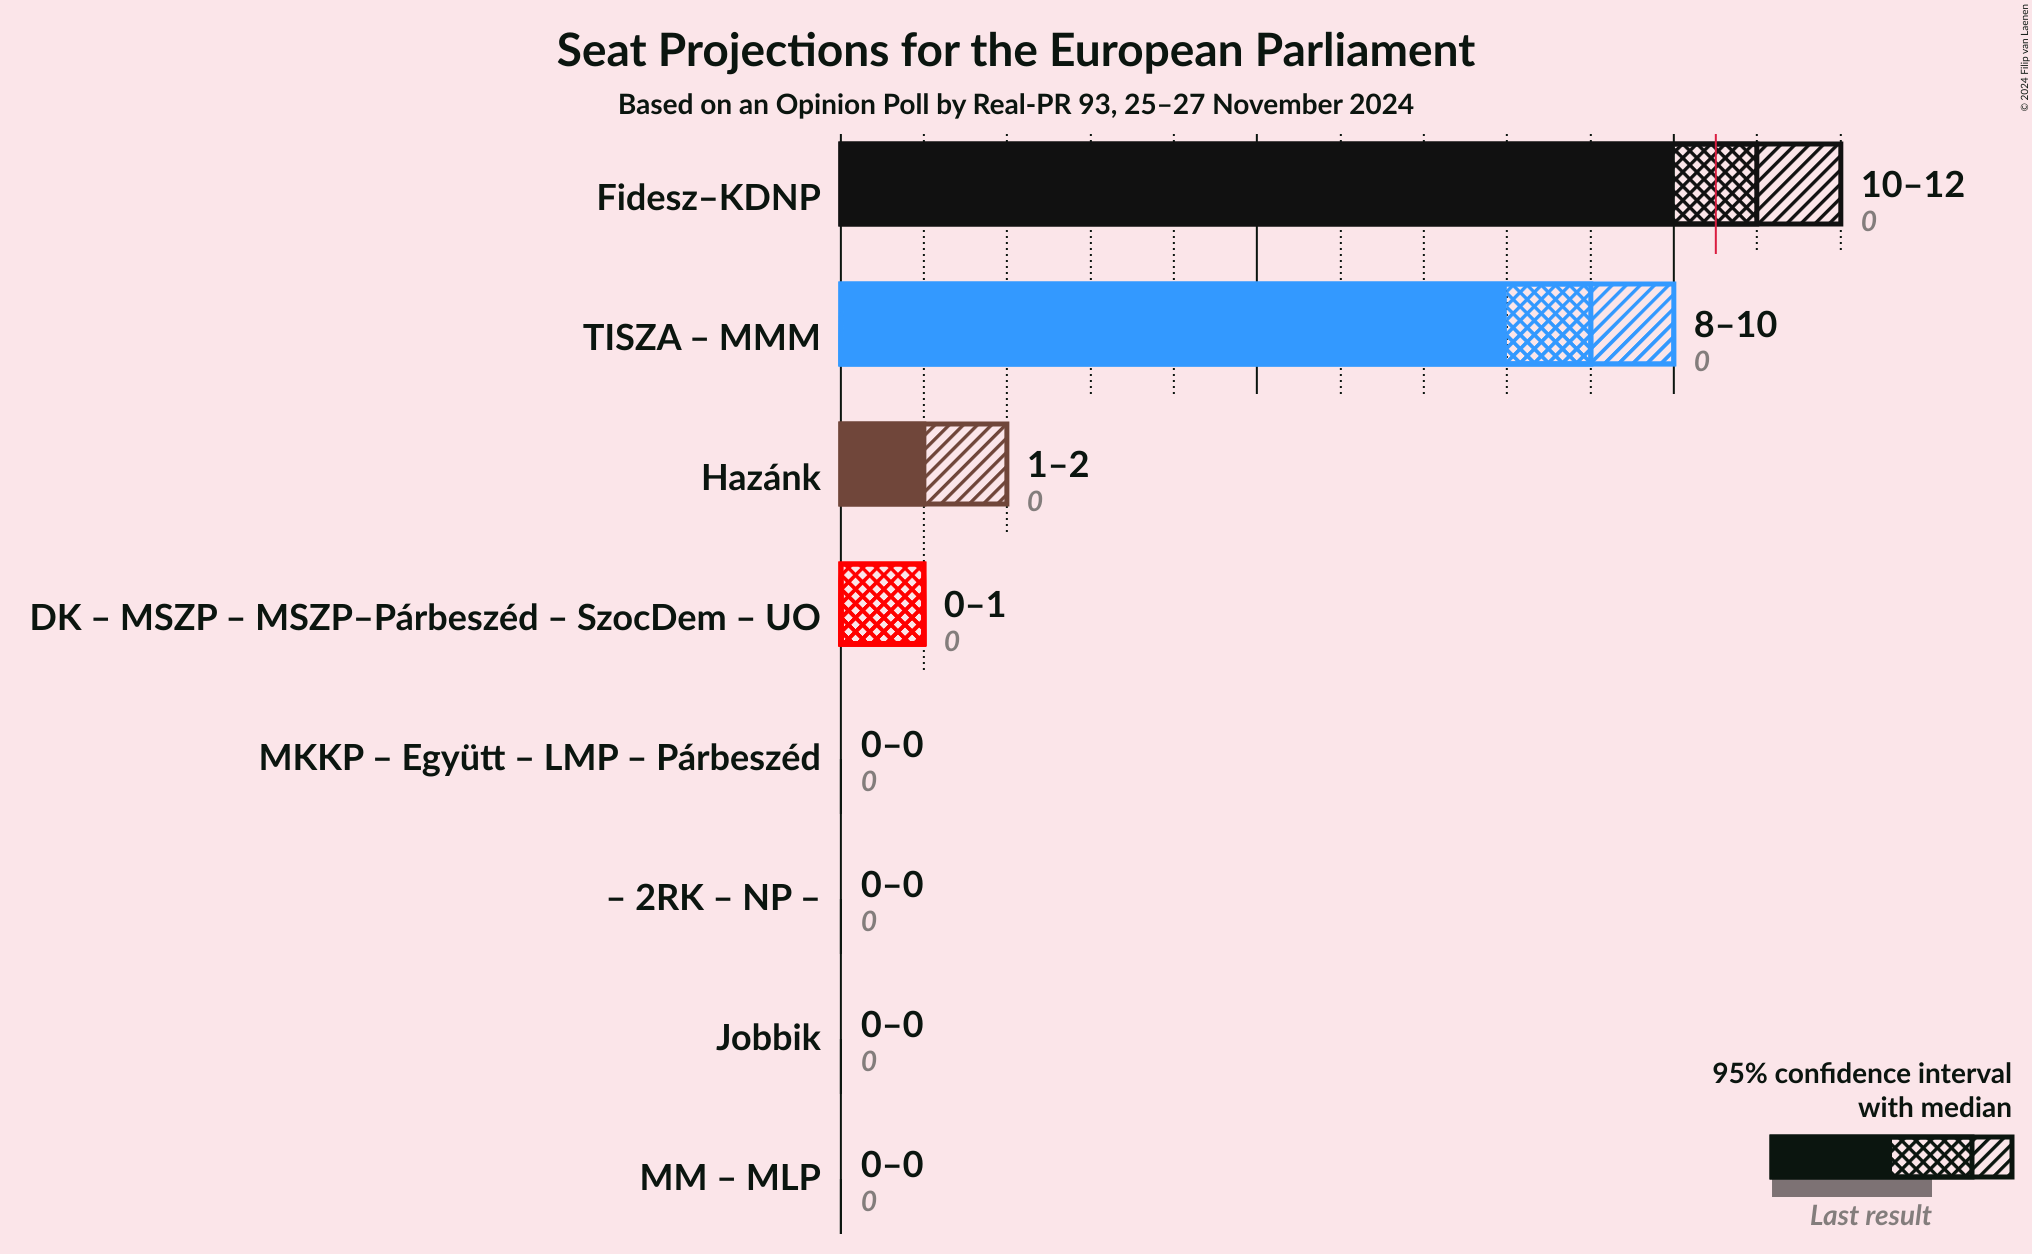 Seat Projections for the European Parliament
Based on an Opinion Poll by Real-PR 93, 25–27 November 2024
© 2024 Filip van Laenen
Fidesz–KDNP
10–12
0
TISZA – MMM
8–10
0
Hazánk
1–2
0
DK – MSZP – MSZP–Párbeszéd – SzocDem – UO
0–1
0
MKKP – Együtt – LMP – Párbeszéd
0–0
0
– 2RK – NP –
0–0
0
Jobbik
0–0
0
MM – MLP
0–0
0
95% confidence interval
with median
Last result